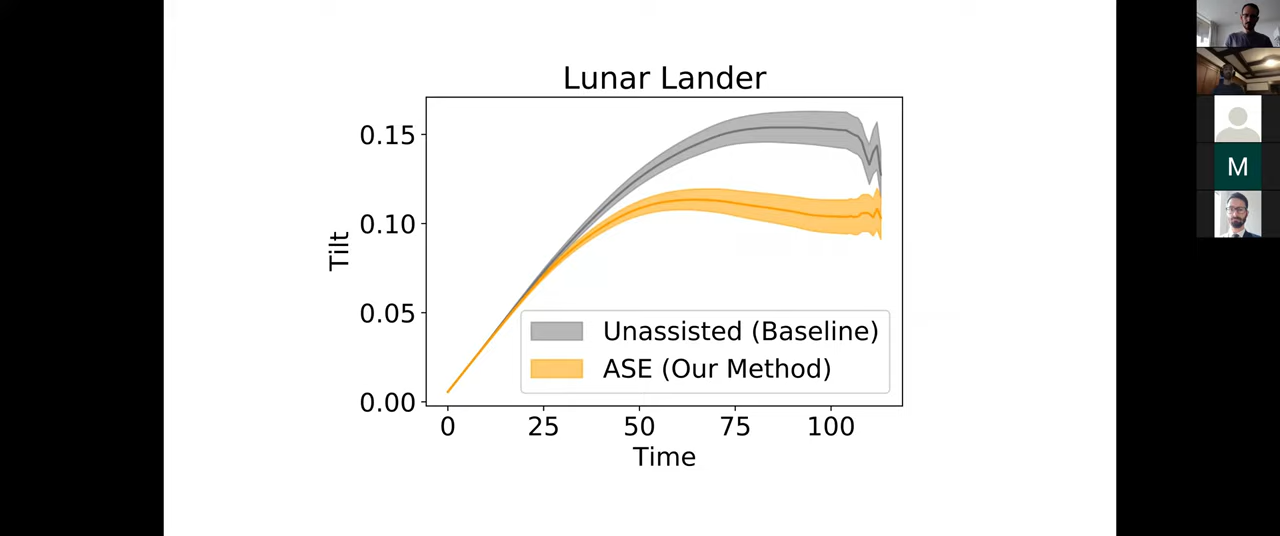 Lunar Lander
0.15
0.10
0.05
0.00
Tilt
Unassisted (Baseline)
ASE (Our Method)
0 25 50 75 100
Time
M